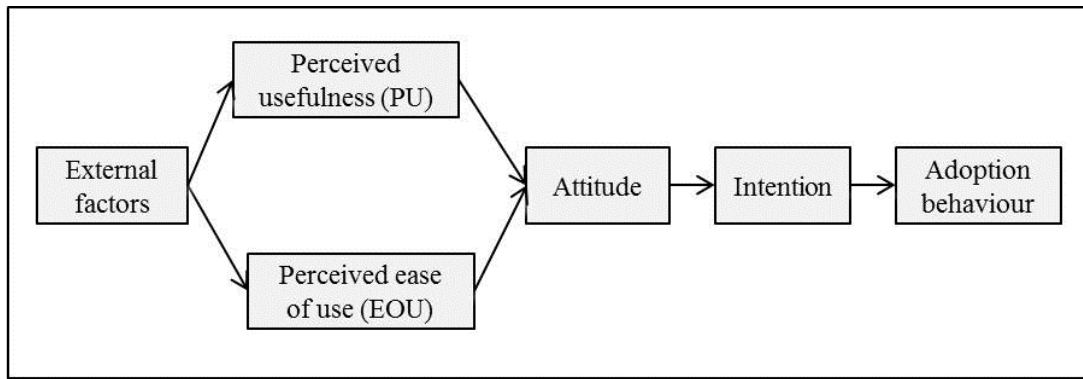 Perceived
usefulness (PU)
External
factors
Attitude
Intention
Adoption
behaviour
Perceived ease
of use (EOU)